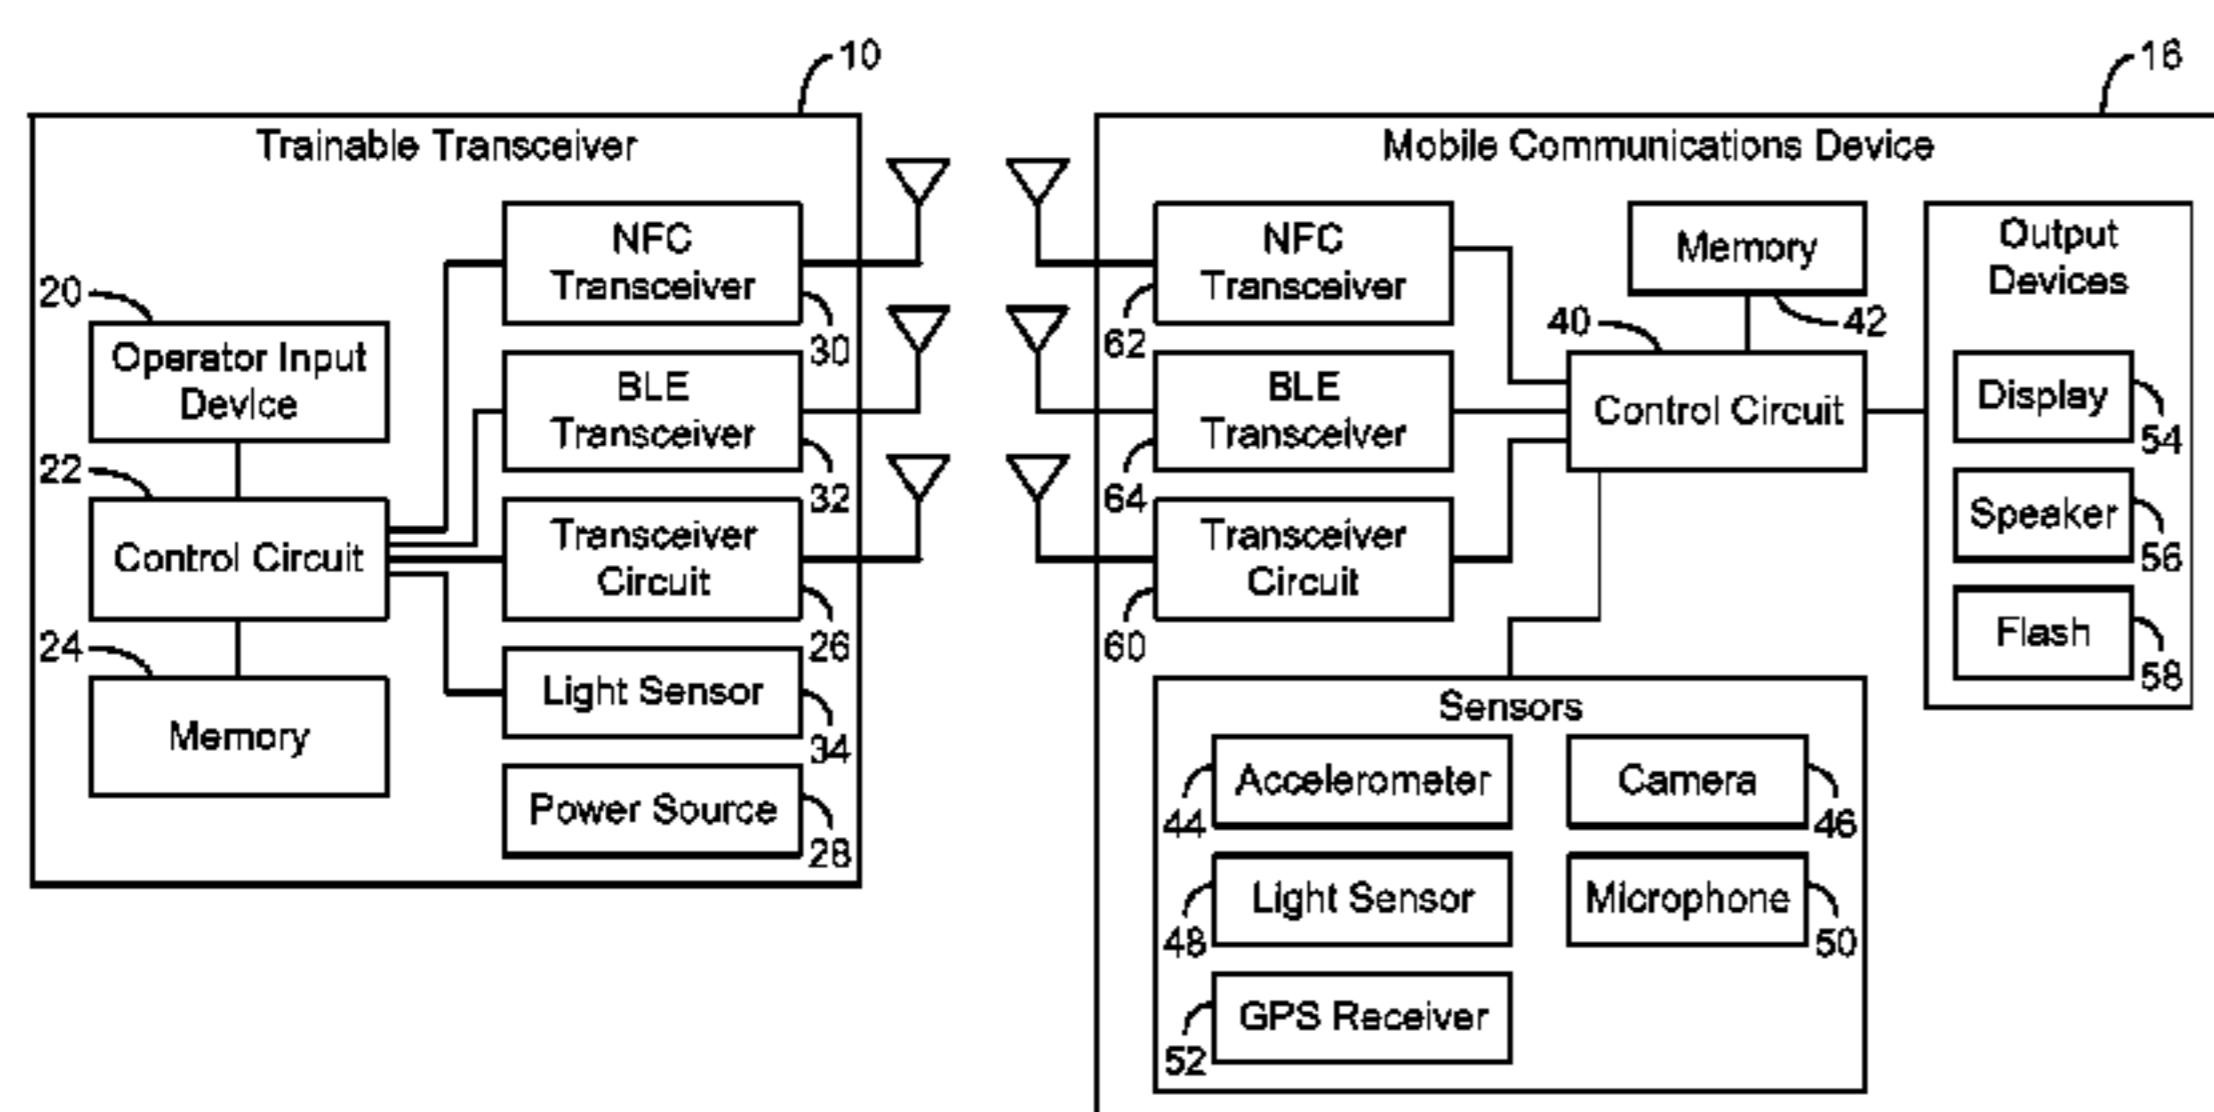 10
16
Trainable Transceiver
Mobile Communications Device
NFC
Transceiver
30
20
Operator Input
Device
BLE
Transceiver
32
22
Control Circuit
Transceiver
Circuit
26
24
Memory
Light Sensor
34
Power Source
28
NFC
Transceiver
62
Memory
42
40
Control Circuit
BLE
Transceiver
64
Transceiver
Circuit
60
Output
Devices
Display
54
Speaker
56
Flash
58
Sensors
Accelerometer
44
Camera
46
Light Sensor
48
Microphone
50
GPS Receiver
52